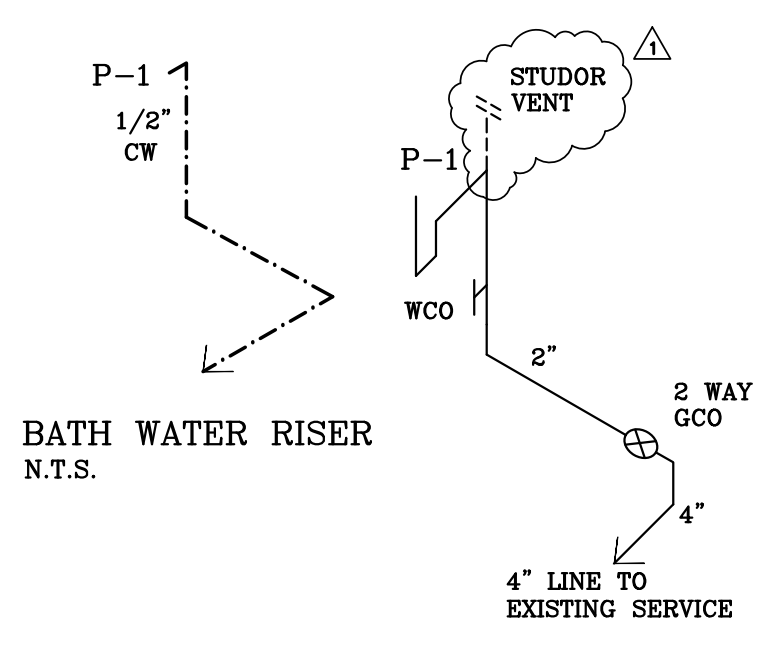 P-1
1/2"
CW
BATH WATER RISER
N.T.S.
1
STUDOR
VENT
P-1
WCO
2"
2 WAY
GCO
4"
4" LINE TO
EXISTING SERVICE